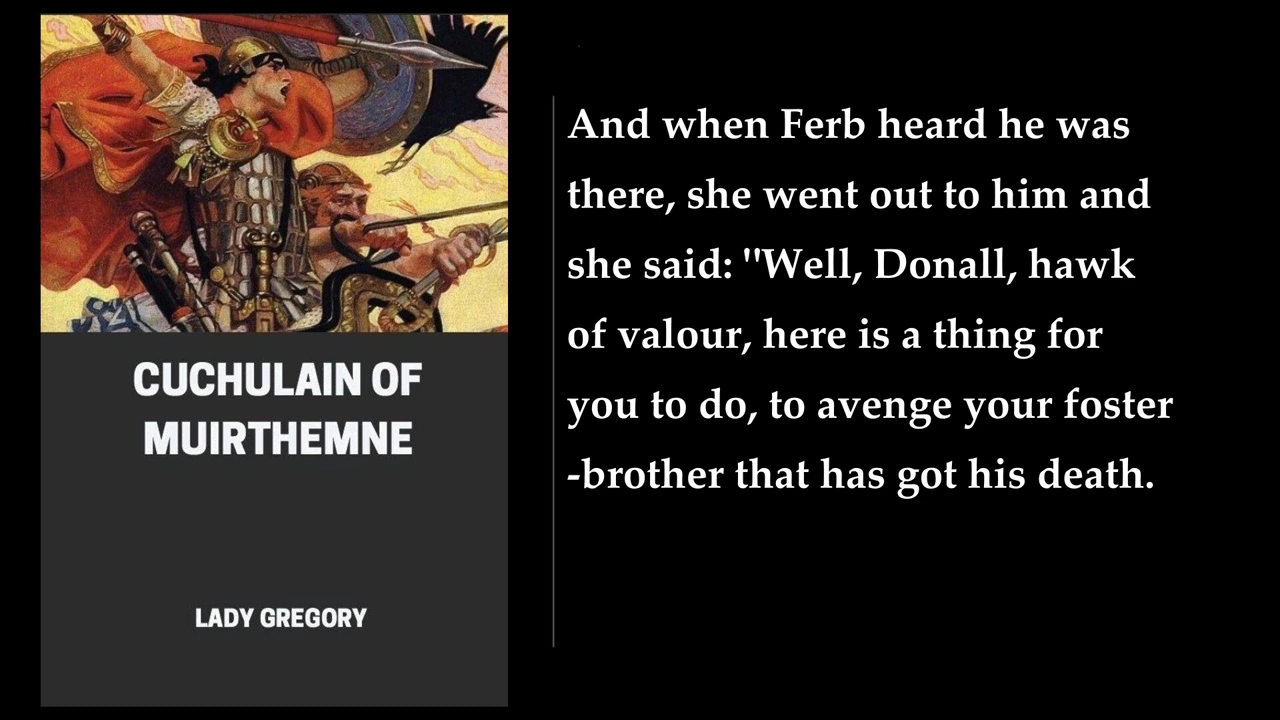 CUCHULAIN OF
MUIRTHEMNE
LADY GREGORY
And when Ferb heard he was
there, she went out to him and
she said: "Well, Donall, hawk
of valour, here is a thing for
you to do, to avenge your foster
-brother that has got his death.